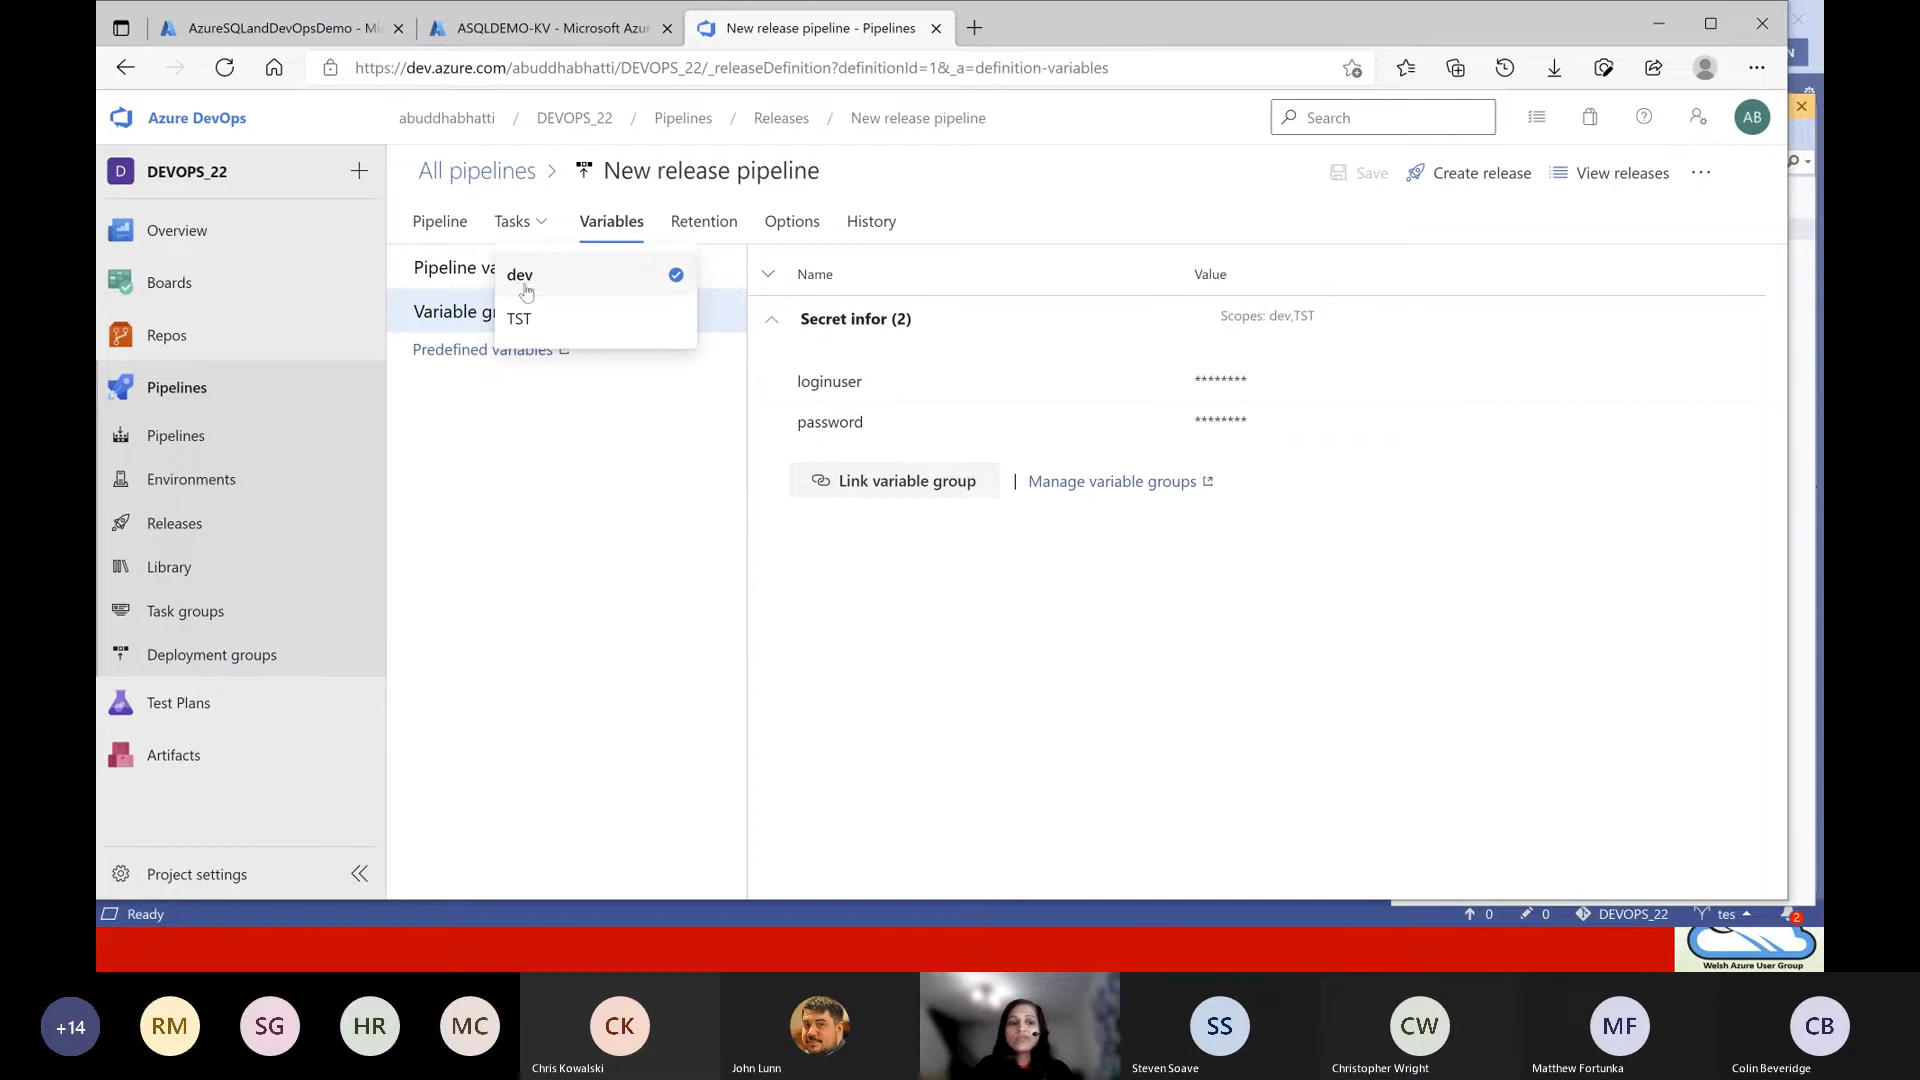 AzureSQLandDevOpsDemo - Mi
ASQLDEMO-KV - Microsoft Azur
New release pipeline - Pipelines
https://dev.azure.com/abuddhabhatti/DEVOPS_22/_releaseDefinition?definitionId=1&_a=definition-variables
Azure DevOps
abuddhabhatti / DEVOPS_22 / Pipelines / Releases / New release pipeline
Search
AB
D DEVOPS_22
All pipelines > New release pipeline
Save
Create release
View releases
Pipeline
Tasks
Variables
Retention
Options
History
Overview
Boards
Repos
Pipelines
Pipelines
Environments
Releases
Library
Task groups
Deployment groups
Test Plans
Artifacts
Project settings
Pipeline va
dev
Variable gr
TST
Predefined variables
Name
Value
Secret infor (2)
Scopes: dev,TST
loginuser
********
password
********
Link variable group | Manage variable groups
Ready
0
0
DEVOPS_22
tes
2
Welsh Azure User Group
+14
RM
SG
HR
MC
CK
Chris Kowalski
John Lunn
SS
Steven Soave
CW
Christopher Wright
MF
Matthew Fortunka
CB
Colin Beveridge